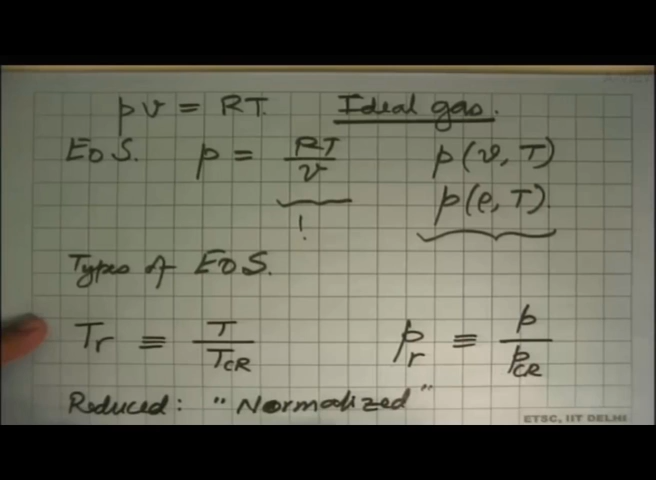 pv = RT. Ideal gas.
EoS. p = RT/v p(v, T)
! p(ρ, T).
Types of EoS.
Tr ≡ T/TCR pr ≡ p/pCR
Reduced: "Normalized"
ETSC, IIT DELHI